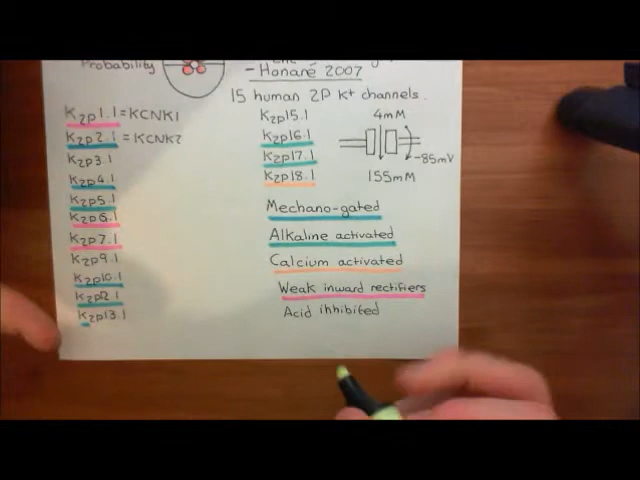 Probability
- Honoré 2007
15 human 2P K+ channels.
K2p1.1 = KCNK1
K2p2.1 = KCNK2
K2p3.1
K2p4.1
K2p5.1
K2p6.1
K2p7.1
K2p9.1
K2p10.1
K2p12.1
K2p13.1
K2p15.1
K2p16.1
K2p17.1
K2p18.1
4mM
-85mV
155mM
Mechano-gated
Alkaline activated
Calcium activated
Weak inward rectifiers
Acid inhibited